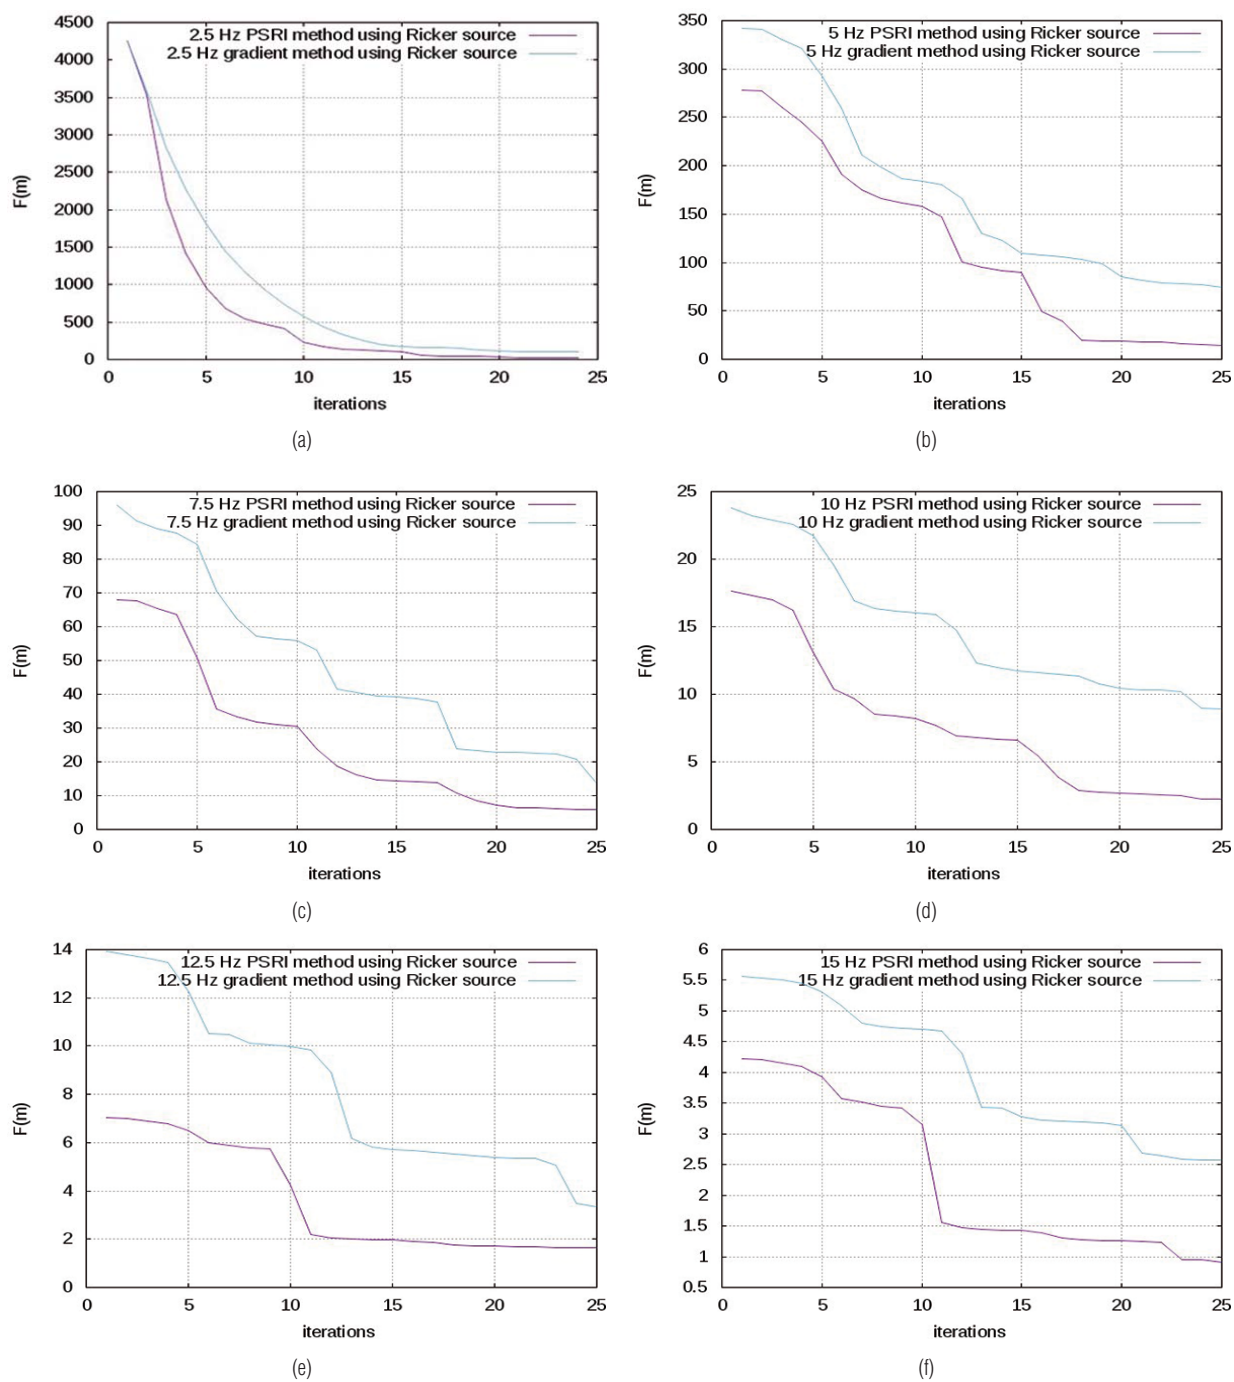 4500
4000
3500
3000
2500
2000
1500
1000
500
0
F(m)
2.5 Hz PSRI method using Ricker source
2.5 Hz gradient method using Ricker source
0 5 10 15 20 25
iterations
(a)
350
300
250
200
150
100
50
0
F(m)
5 Hz PSRI method using Ricker source
5 Hz gradient method using Ricker source
0 5 10 15 20 25
iterations
(b)
100
90
80
70
60
50
40
30
20
10
0
F(m)
7.5 Hz PSRI method using Ricker source
7.5 Hz gradient method using Ricker source
0 5 10 15 20 25
iterations
(c)
25
20
15
10
5
0
F(m)
10 Hz PSRI method using Ricker source
10 Hz gradient method using Ricker source
0 5 10 15 20 25
iterations
(d)
14
12
10
8
6
4
2
0
F(m)
12.5 Hz PSRI method using Ricker source
12.5 Hz gradient method using Ricker source
0 5 10 15 20 25
iterations
(e)
6
5.5
5
4.5
4
3.5
3
2.5
2
1.5
1
0.5
F(m)
15 Hz PSRI method using Ricker source
15 Hz gradient method using Ricker source
0 5 10 15 20 25
iterations
(f)